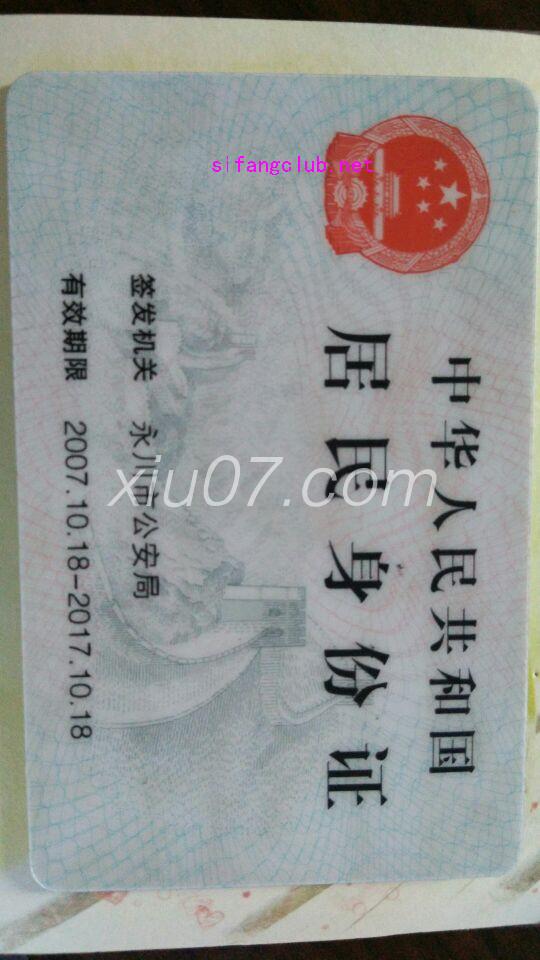 中华人民共和国
居民身份证
签发机关 永川市公安局
有效期限 2007.10.18-2017.10.18
sifangclub.net
xiu07.com